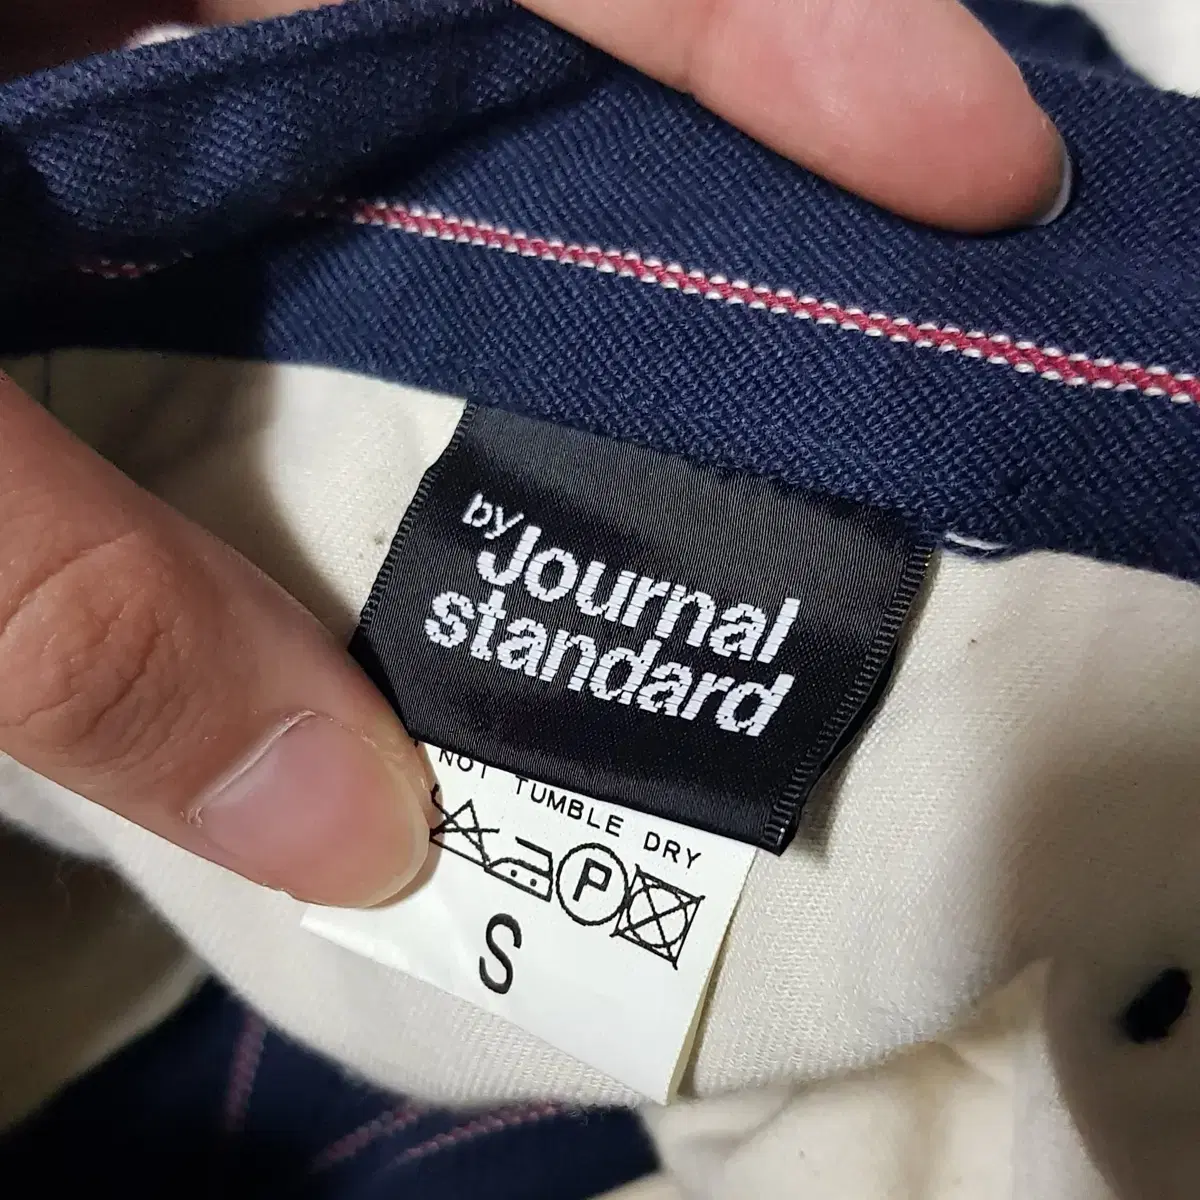 by
Journal
standard
NOT TUMBLE DRY
P
S